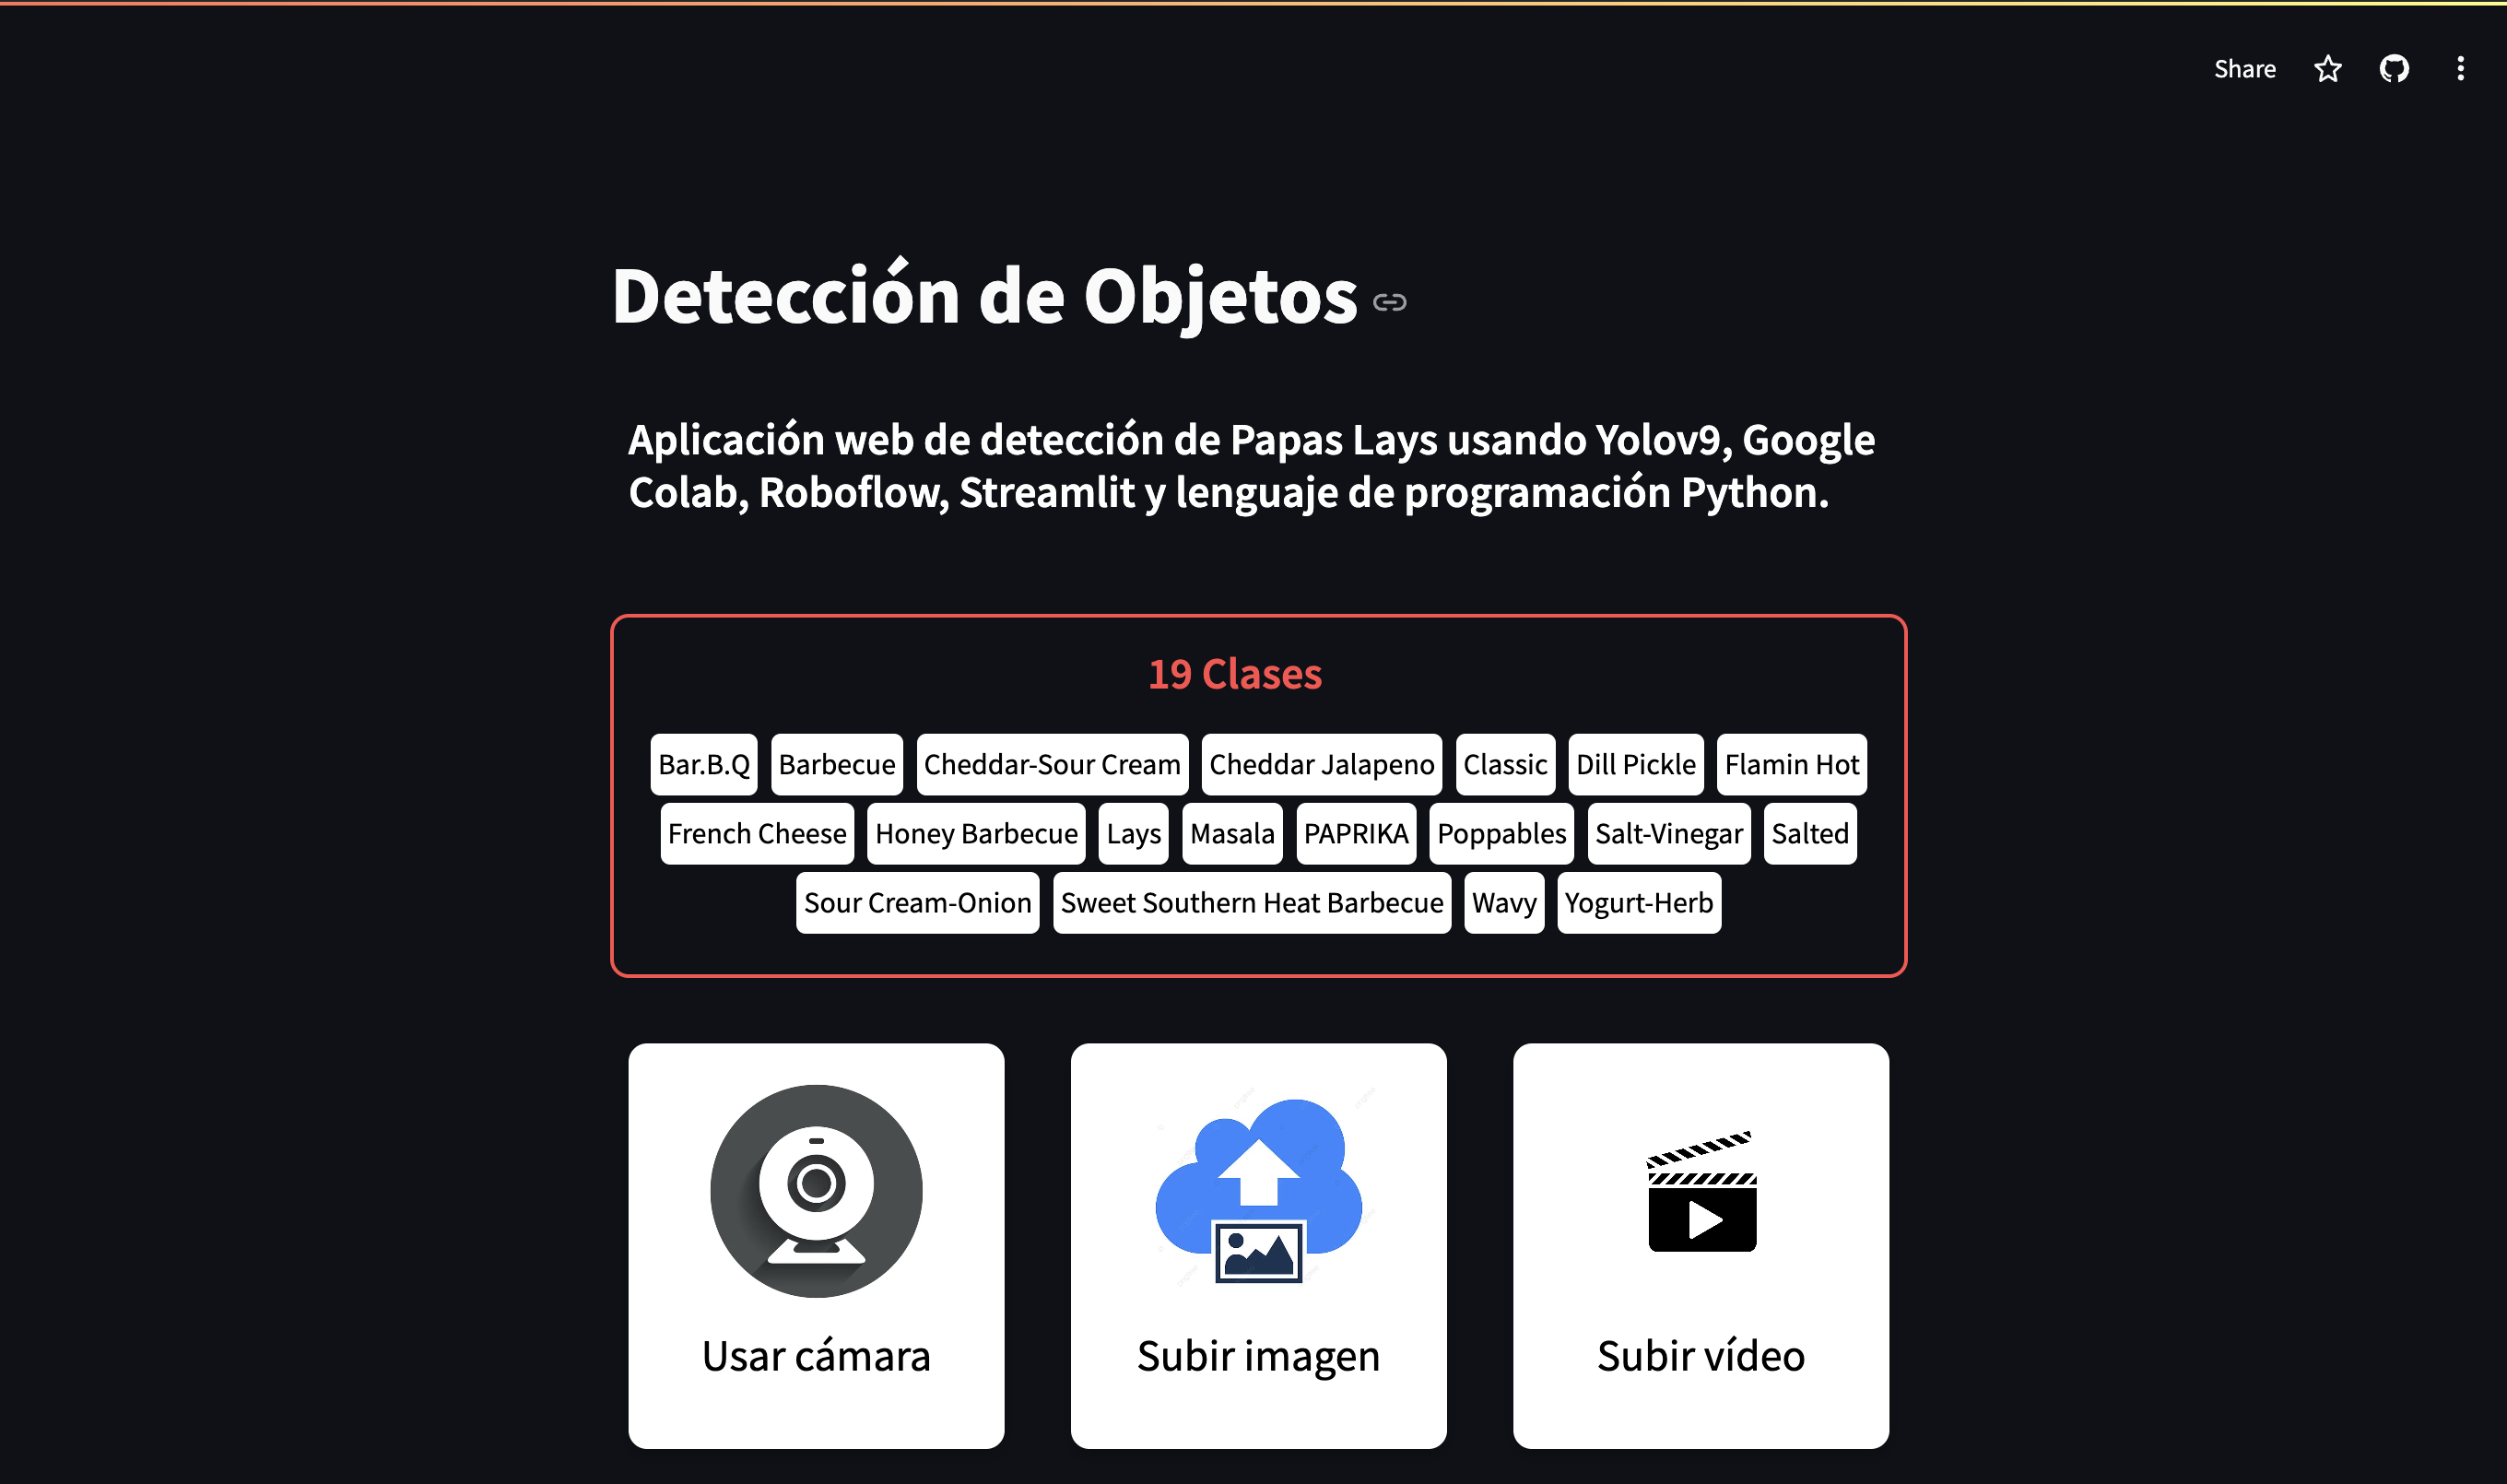 Share
Detección de Objetos
Aplicación web de detección de Papas Lays usando Yolov9, Google
Colab, Roboflow, Streamlit y lenguaje de programación Python.
19 Clases
Bar.B.Q Barbecue Cheddar-Sour Cream Cheddar Jalapeno Classic Dill Pickle Flamin Hot
French Cheese Honey Barbecue Lays Masala PAPRIKA Poppables Salt-Vinegar Salted
Sour Cream-Onion Sweet Southern Heat Barbecue Wavy Yogurt-Herb
Usar cámara Subir imagen Subir vídeo